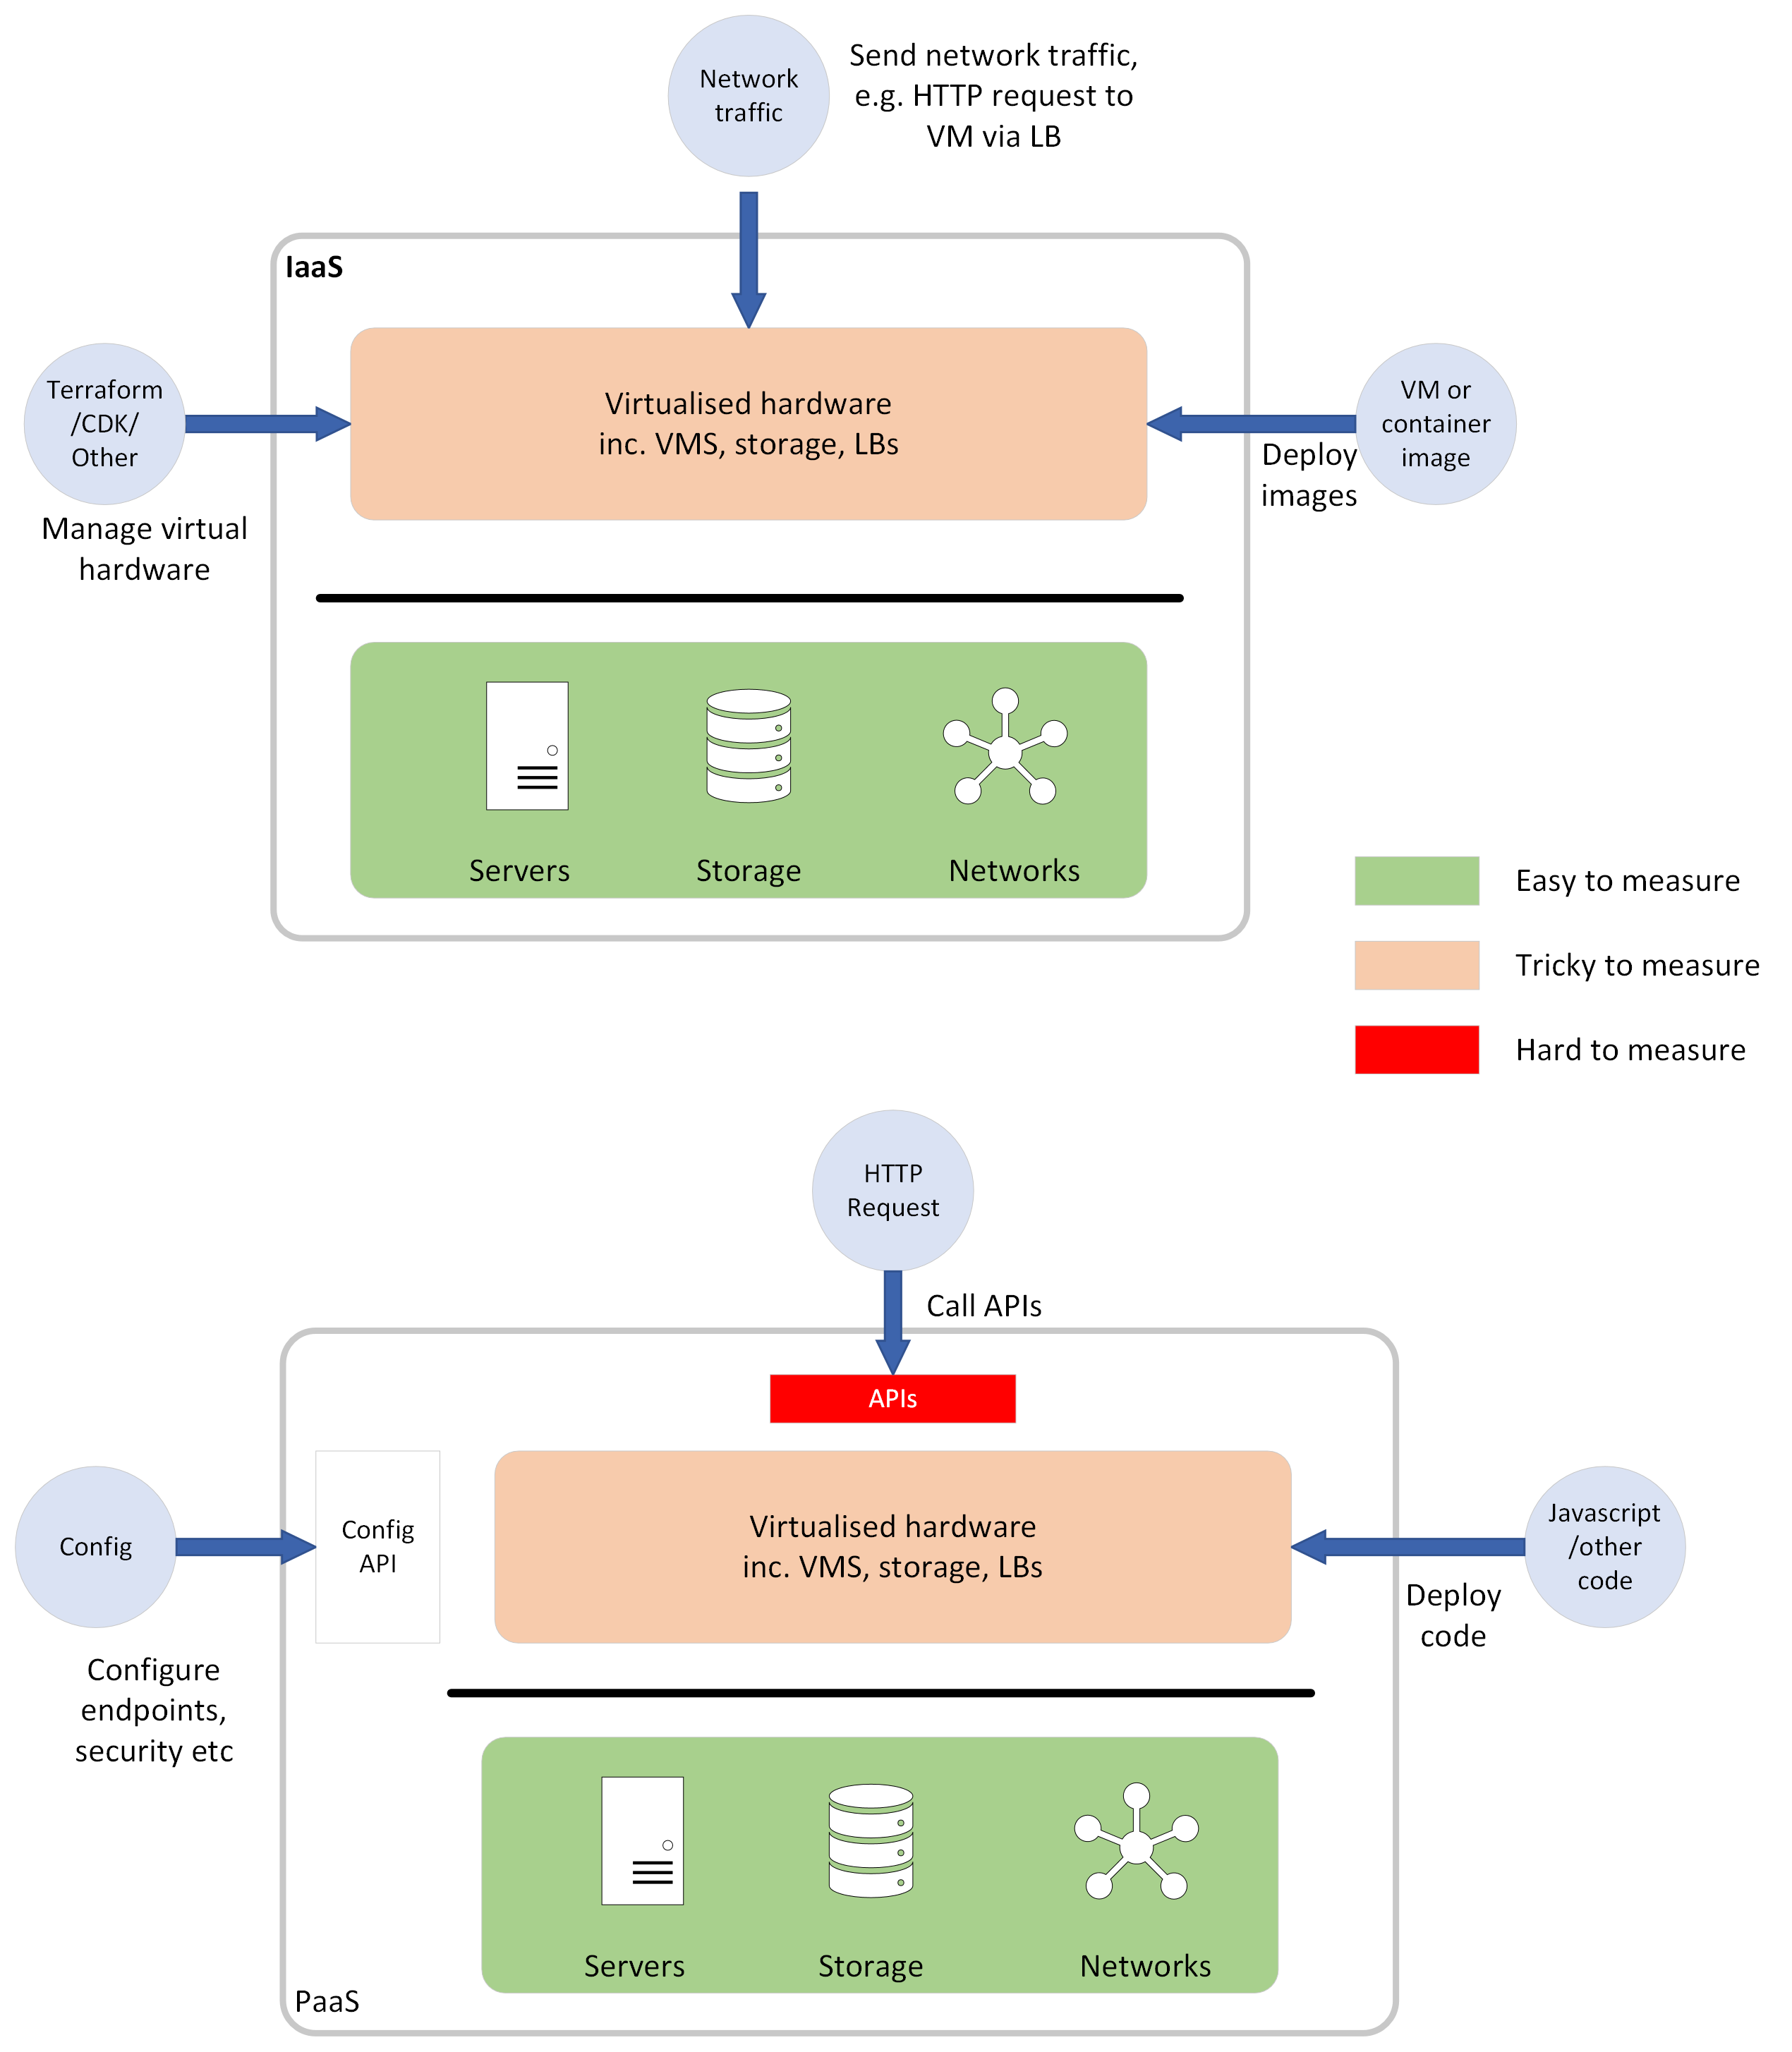 Network
traffic
Send network traffic,
e.g. HTTP request to
VM via LB
IaaS
Terraform
/CDK/
Other
Manage virtual
hardware
Virtualised hardware
inc. VMS, storage, LBs
VM or
container
image
Deploy
images
Servers
Storage
Networks
Easy to measure
Tricky to measure
Hard to measure
HTTP
Request
Call APIs
APIs
Config
Configure
endpoints,
security etc
Config
API
Virtualised hardware
inc. VMS, storage, LBs
Javascript
/other
code
Deploy
code
Servers
Storage
Networks
PaaS